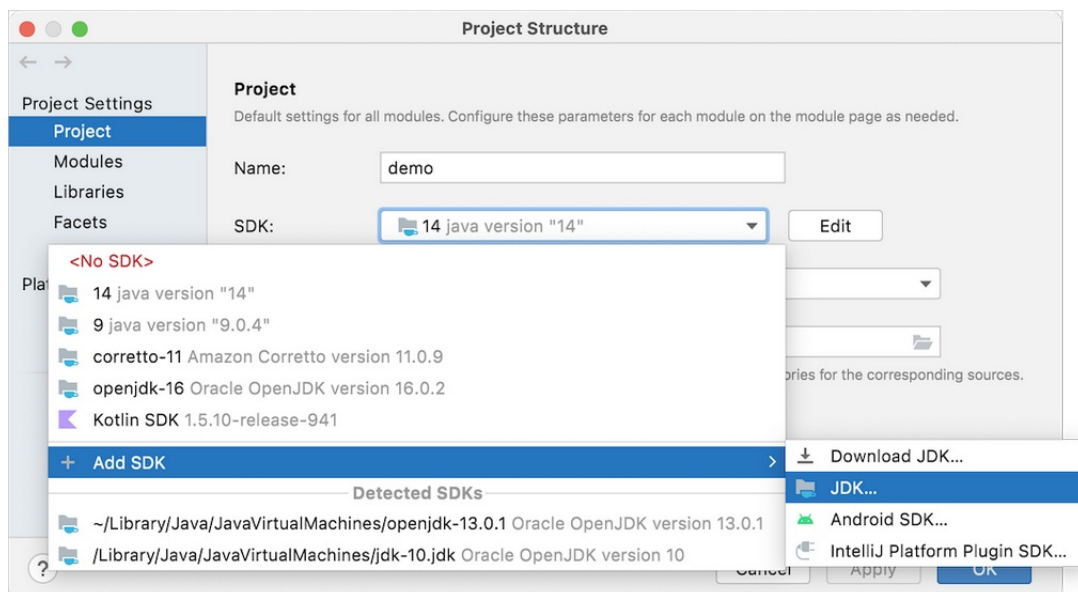 Project Structure
Project Settings
Project
Modules
Libraries
Facets
Project
Default settings for all modules. Configure these parameters for each module on the module page as needed.
Name: demo
SDK: 14 java version "14" Edit
<No SDK>
14 java version "14"
9 java version "9.0.4"
corretto-11 Amazon Corretto version 11.0.9
openjdk-16 Oracle OpenJDK version 16.0.2
for the corresponding sources.
Kotlin SDK 1.5.10-release-941
+ Add SDK
Download JDK...
JDK...
Android SDK...
IntelliJ Platform Plugin SDK...
Detected SDKs
~/Library/Java/JavaVirtualMachines/openjdk-13.0.1 Oracle OpenJDK version 13.0.1
/Library/Java/JavaVirtualMachines/jdk-10.jdk Oracle OpenJDK version 10
? Cancel Apply OK